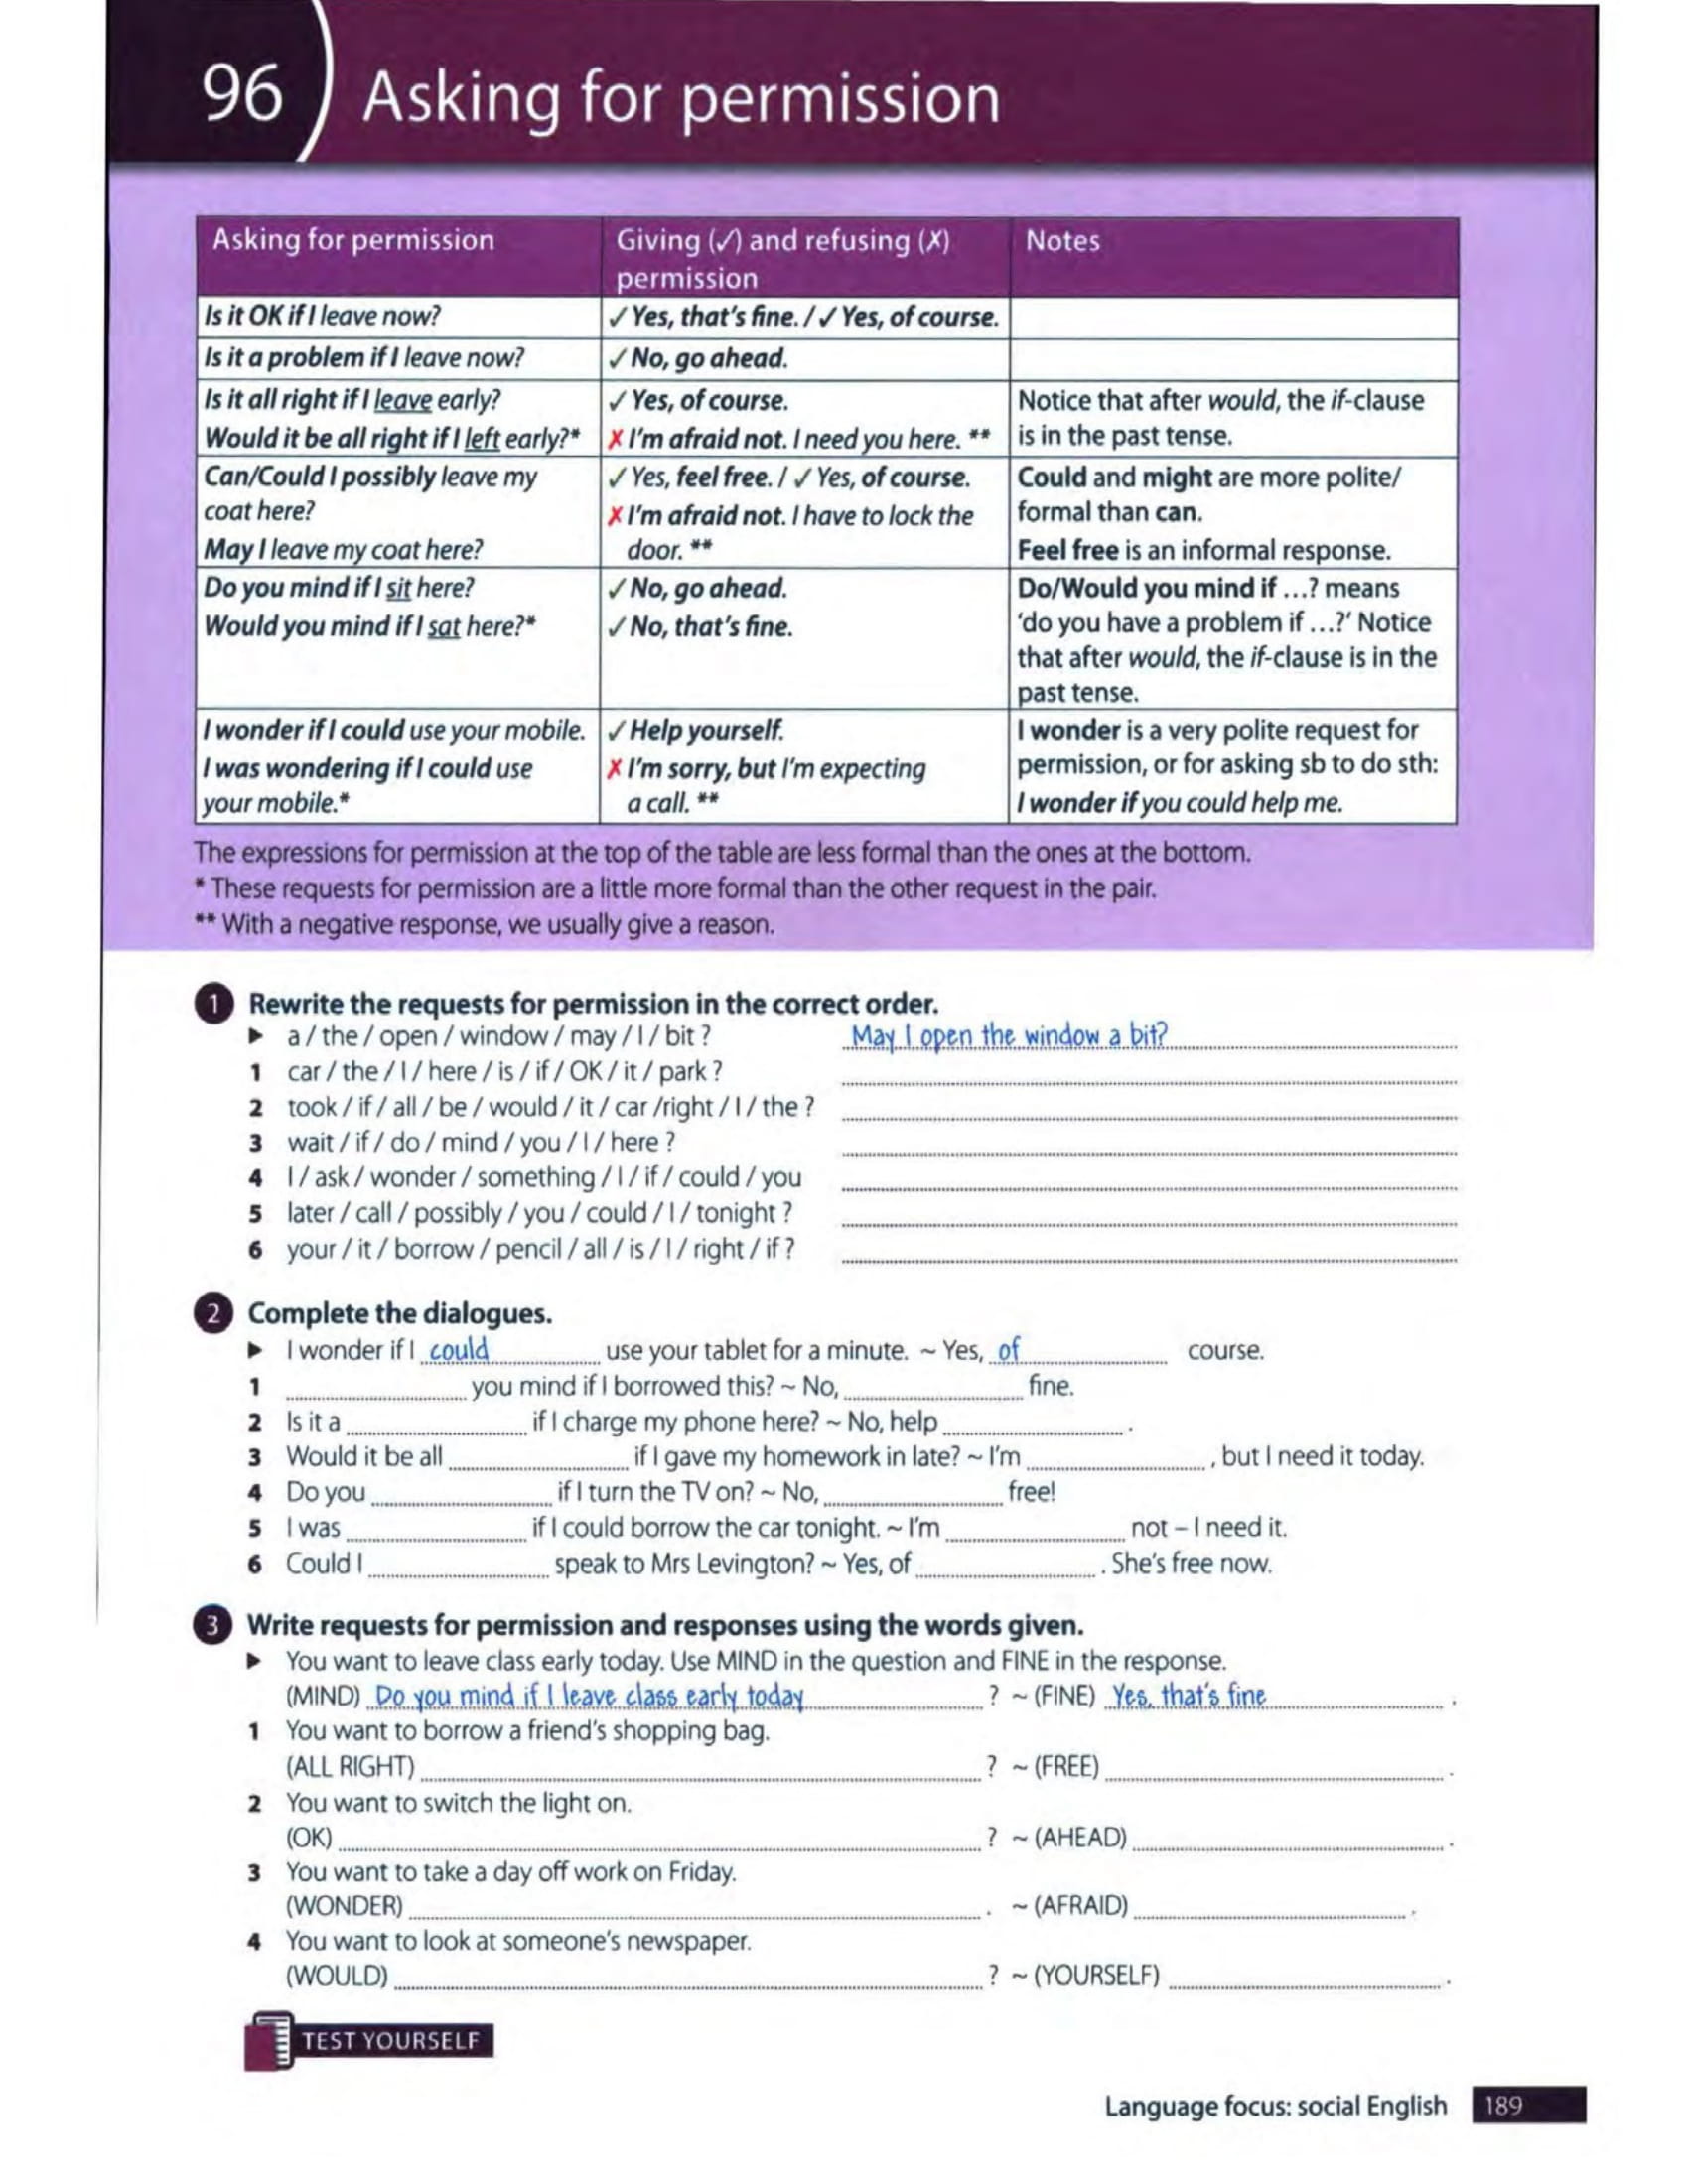 96 Asking for permission
Asking for permission Giving (✓) and refusing (✗) permission Notes
Is it OK if I leave now? ✓ Yes, that's fine. / ✓ Yes, of course.
Is it a problem if I leave now? ✓ No, go ahead.
Is it all right if I leave early? ✓ Yes, of course. Notice that after would, the if-clause
Would it be all right if I left early?* ✗ I'm afraid not. I need you here. ** is in the past tense.
Can/Could I possibly leave my ✓ Yes, feel free. / ✓ Yes, of course. Could and might are more polite/
coat here? ✗ I'm afraid not. I have to lock the formal than can.
May I leave my coat here? door. ** Feel free is an informal response.
Do you mind if I sit here? ✓ No, go ahead. Do/Would you mind if ...? means
Would you mind if I sat here?* ✓ No, that's fine. 'do you have a problem if ...?' Notice
that after would, the if-clause is in the
past tense.
I wonder if I could use your mobile. ✓ Help yourself. I wonder is a very polite request for
I was wondering if I could use ✗ I'm sorry, but I'm expecting permission, or for asking sb to do sth:
your mobile.* a call. ** I wonder if you could help me.
The expressions for permission at the top of the table are less formal than the ones at the bottom.
* These requests for permission are a little more formal than the other request in the pair.
** With a negative response, we usually give a reason.
1 Rewrite the requests for permission in the correct order.
▶ a / the / open / window / may / I / bit ? May I open the window a bit?
1 car / the / I / here / is / if / OK / it / park ?
2 took / if / all / be / would / it / car /right / I / the ?
3 wait / if / do / mind / you / I / here ?
4 I / ask / wonder / something / I / if / could / you
5 later / call / possibly / you / could / I / tonight ?
6 your / it / borrow / pencil / all / is / I / right / if ?
2 Complete the dialogues.
▶ I wonder if I could use your tablet for a minute. ~ Yes, of course.
1 you mind if I borrowed this? ~ No, fine.
2 Is it a if I charge my phone here? ~ No, help .
3 Would it be all if I gave my homework in late? ~ I'm , but I need it today.
4 Do you if I turn the TV on? ~ No, free!
5 I was if I could borrow the car tonight. ~ I'm not – I need it.
6 Could I speak to Mrs Levington? ~ Yes, of . She's free now.
3 Write requests for permission and responses using the words given.
▶ You want to leave class early today. Use MIND in the question and FINE in the response.
(MIND) Do you mind if I leave class early today ? ~ (FINE) Yes, that's fine .
1 You want to borrow a friend's shopping bag.
(ALL RIGHT) ? ~ (FREE) .
2 You want to switch the light on.
(OK) ? ~ (AHEAD) .
3 You want to take a day off work on Friday.
(WONDER) . ~ (AFRAID) .
4 You want to look at someone's newspaper.
(WOULD) ? ~ (YOURSELF) .
TEST YOURSELF
Language focus: social English 189